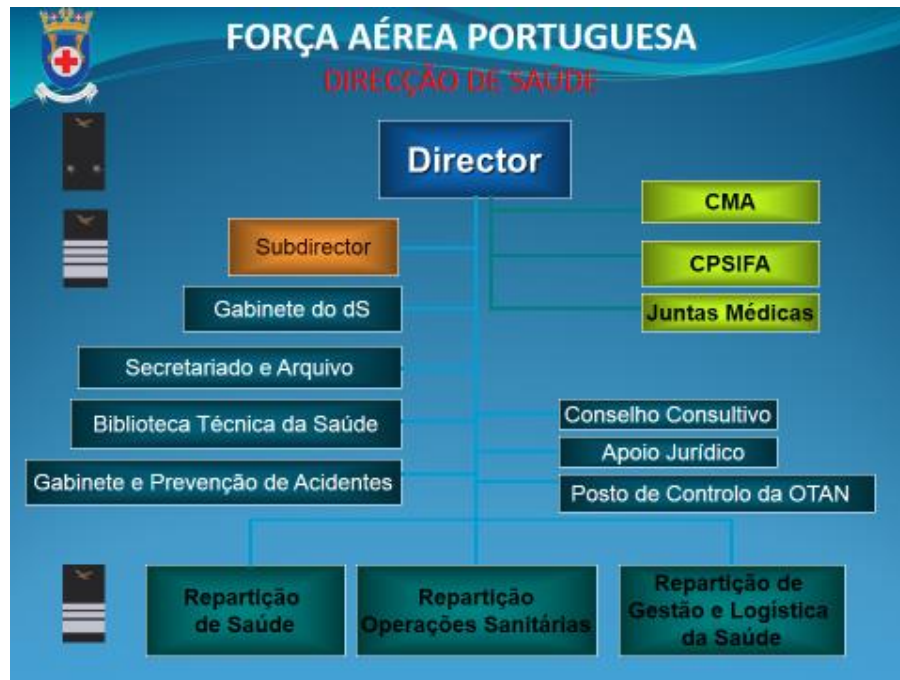 FORÇA AÉREA PORTUGUESA
DIRECÇÃO DE SAÚDE
Director
CMA
Subdirector
CPSIFA
Gabinete do dS
Juntas Médicas
Secretariado e Arquivo
Biblioteca Técnica da Saúde
Conselho Consultivo
Apoio Jurídico
Gabinete e Prevenção de Acidentes
Posto de Controlo da OTAN
Repartição
de Saúde
Repartição
Operações Sanitárias
Repartição de
Gestão e Logística
da Saúde